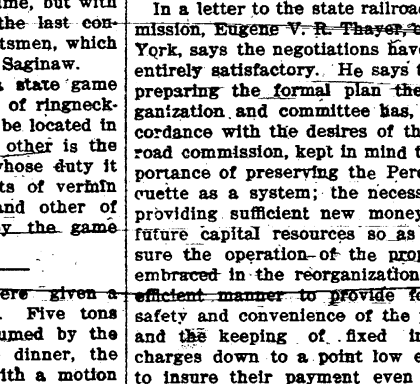 me, but with
the last con-
tsmen, which
Saginaw.
state game
of ringneck-
be located in
other is the
whose duty it
ts of vermin
and other of
y the game
ere given a
Five tons
umed by the
dinner, the
with a motion
In a letter to the state railroa
mission, Eugene V. R. Thayer,
York, says the negotiations have
entirely satisfactory. He says t
preparing the formal plan the
ganization and committee has,
cordance with the desires of th
road commission, kept in mind t
portance of preserving the Pere
quette as a system; the necess
providing sufficient new money
future capital resources so as
sure the operation of the prop
embraced in the reorganization
efficient manner to provide fo
safety and convenience of the
and the keeping of fixed in
charges down to a point low e
to insure their payment even